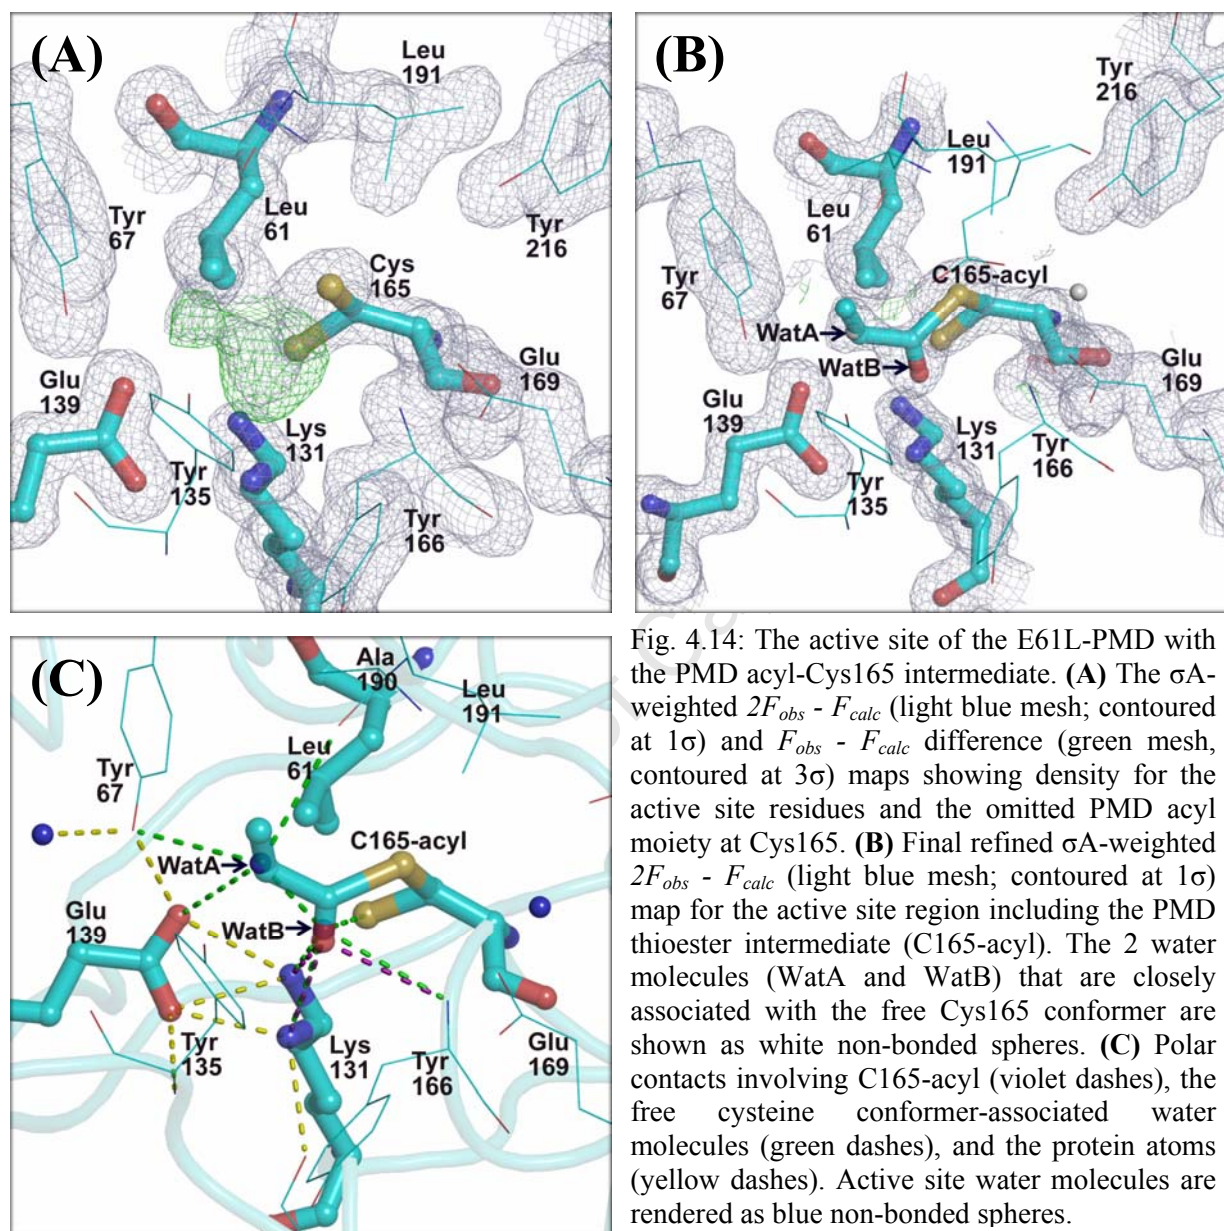 (A)
Leu
191
Tyr
67
Leu
61
Tyr
216
Cys
165
Glu
139
Glu
169
Lys
131
Tyr
135
Tyr
166
(B)
Tyr
216
Leu
191
Leu
61
Tyr
67
C165-acyl
WatA
WatB
Glu
169
Glu
139
Lys
131
Tyr
166
Tyr
135
(C)
Ala
190
Leu
191
Leu
61
Tyr
67
C165-acyl
WatA
Glu
139
WatB
Tyr
135
Lys
131
Tyr
166
Glu
169
Fig. 4.14: The active site of the E61L-PMD with
the PMD acyl-Cys165 intermediate. (A) The σA-
weighted 2Fobs - Fcalc (light blue mesh; contoured
at 1σ) and Fobs - Fcalc difference (green mesh,
contoured at 3σ) maps showing density for the
active site residues and the omitted PMD acyl
moiety at Cys165. (B) Final refined σA-weighted
2Fobs - Fcalc (light blue mesh; contoured at 1σ)
map for the active site region including the PMD
thioester intermediate (C165-acyl). The 2 water
molecules (WatA and WatB) that are closely
associated with the free Cys165 conformer are
shown as white non-bonded spheres. (C) Polar
contacts involving C165-acyl (violet dashes), the
free cysteine conformer-associated water
molecules (green dashes), and the protein atoms
(yellow dashes). Active site water molecules are
rendered as blue non-bonded spheres.